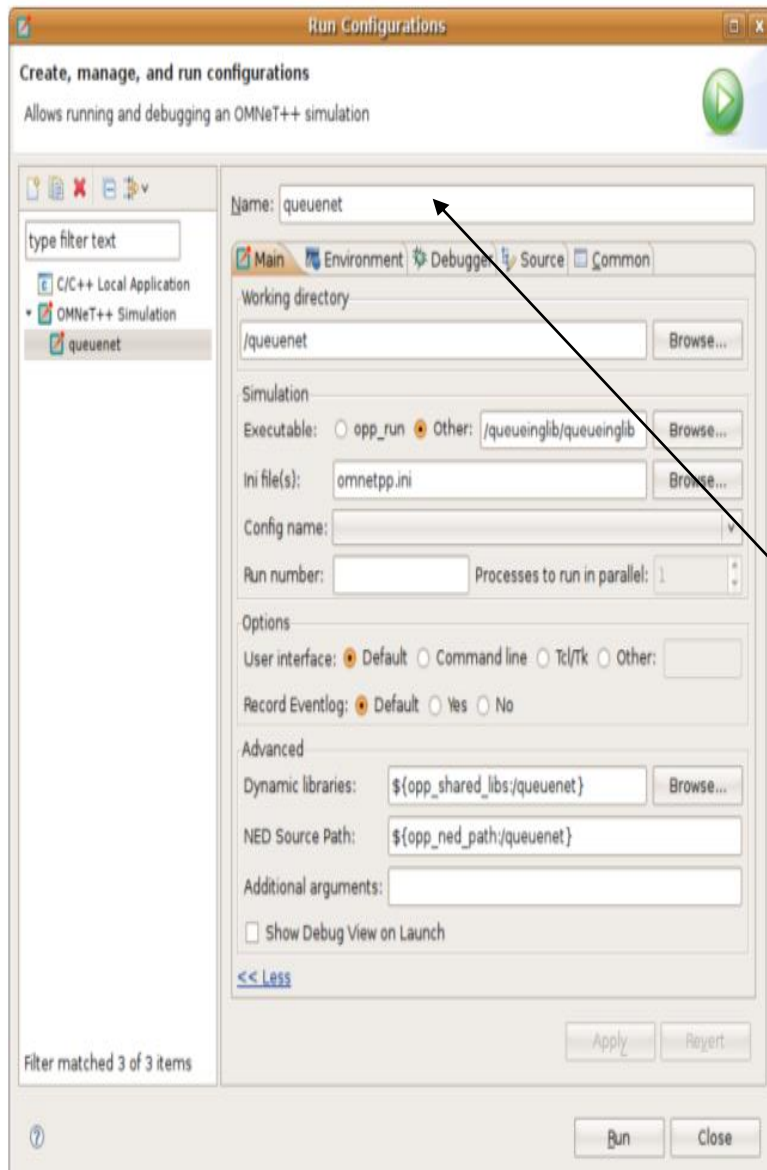 Run Configurations
Create, manage, and run configurations
Allows running and debugging an OMNeT++ simulation
type filter text
C/C++ Local Application
OMNeT++ Simulation
queuenet
Filter matched 3 of 3 items
Name: queuenet
Main Environment Debugger Source Common
Working directory
/queuenet Browse...
Simulation
Executable: opp_run Other: /queueinglib/queueinglib Browse...
Ini file(s): omnetpp.ini Browse...
Config name:
Run number: Processes to run in parallel: 1
Options
User interface: Default Command line Tcl/Tk Other:
Record Eventlog: Default Yes No
Advanced
Dynamic libraries: ${opp_shared_libs:/queuenet} Browse...
NED Source Path: ${opp_ned_path:/queuenet}
Additional arguments:
Show Debug View on Launch
<< Less
Apply Revert
Run Close